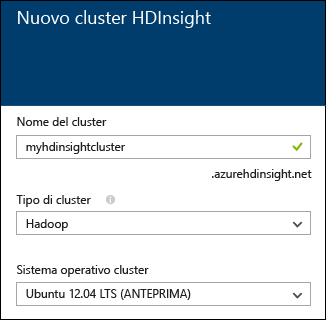 Nuovo cluster HDInsight
Nome del cluster
myhdinsightcluster
.azurehdinsight.net
Tipo di cluster
Hadoop
Sistema operativo cluster
Ubuntu 12.04 LTS (ANTEPRIMA)